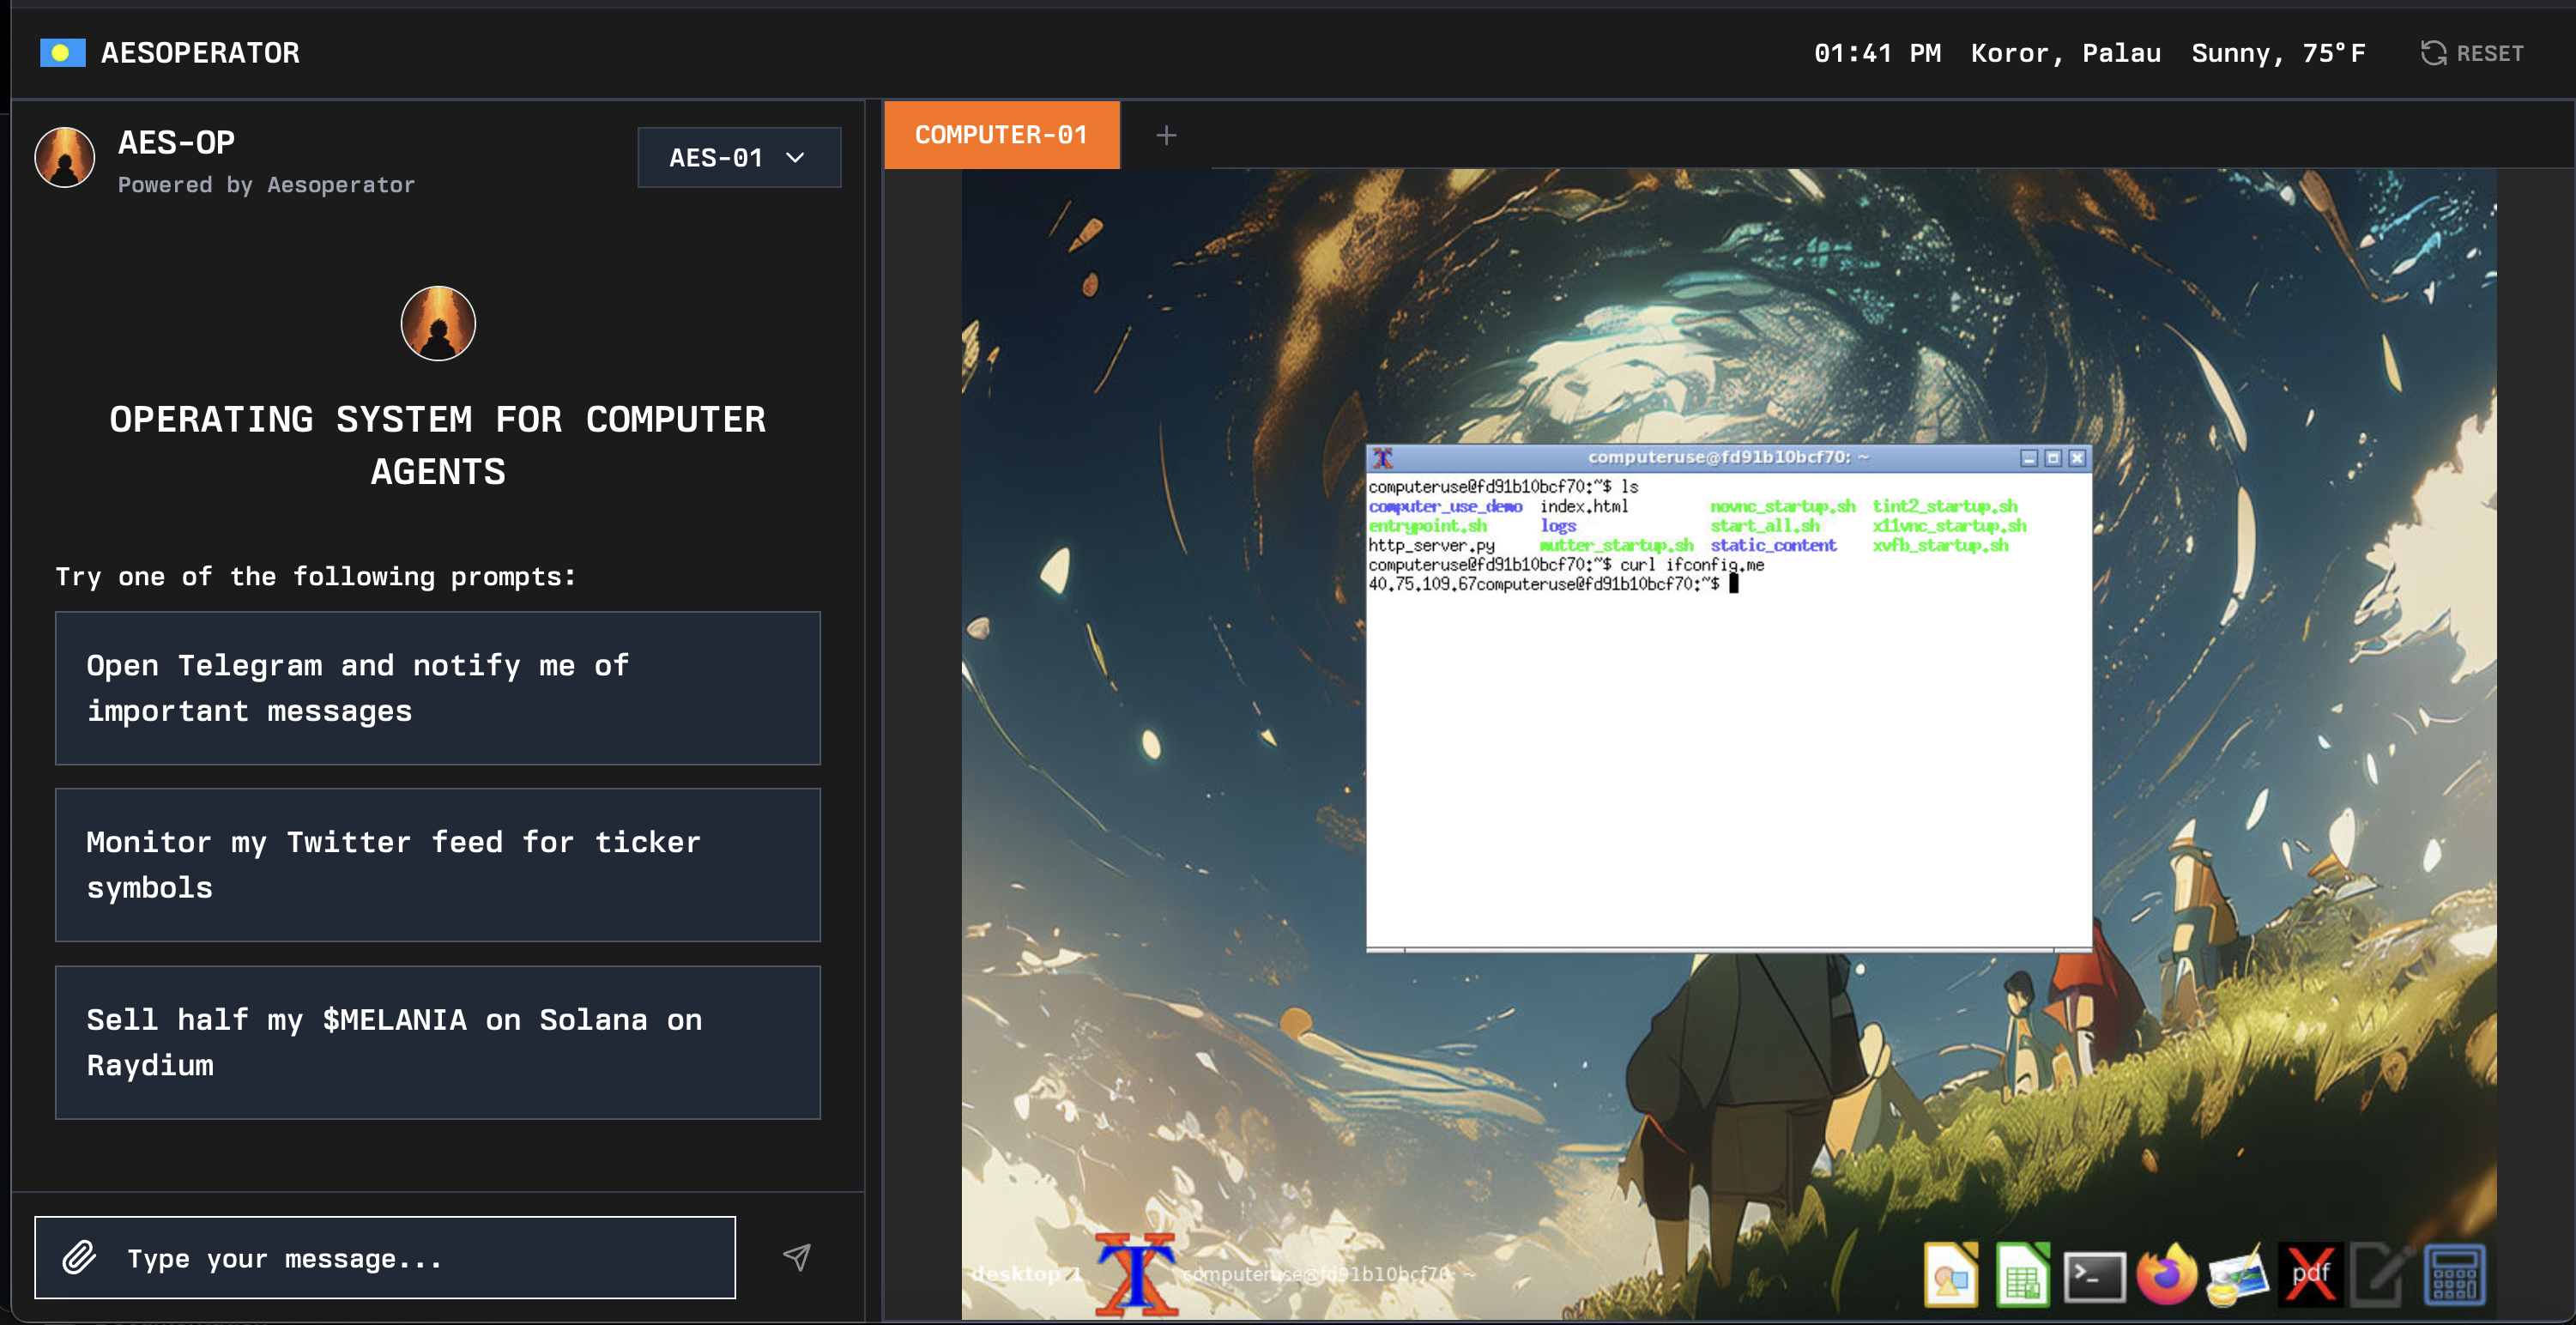 AESOPERATOR
01:41 PM Koror, Palau Sunny, 75°F RESET
AES-OP
Powered by Aesoperator
AES-01
OPERATING SYSTEM FOR COMPUTER
AGENTS
Try one of the following prompts:
Open Telegram and notify me of
important messages
Monitor my Twitter feed for ticker
symbols
Sell half my $MELANIA on Solana on
Raydium
Type your message...
COMPUTER-01 +
computeruse@fd91b10bcf70: ~
computeruse@fd91b10bcf70:~$ ls
computer_use_demo index.html novnc_startup.sh tint2_startup.sh
entrypoint.sh logs start_all.sh x11vnc_startup.sh
http_server.py mutter_startup.sh static_content xvfb_startup.sh
computeruse@fd91b10bcf70:~$ curl ifconfig.me
40.75.109.67computeruse@fd91b10bcf70:~$
desktop 1 computeruse@fd91b10bcf70: ~
pdf